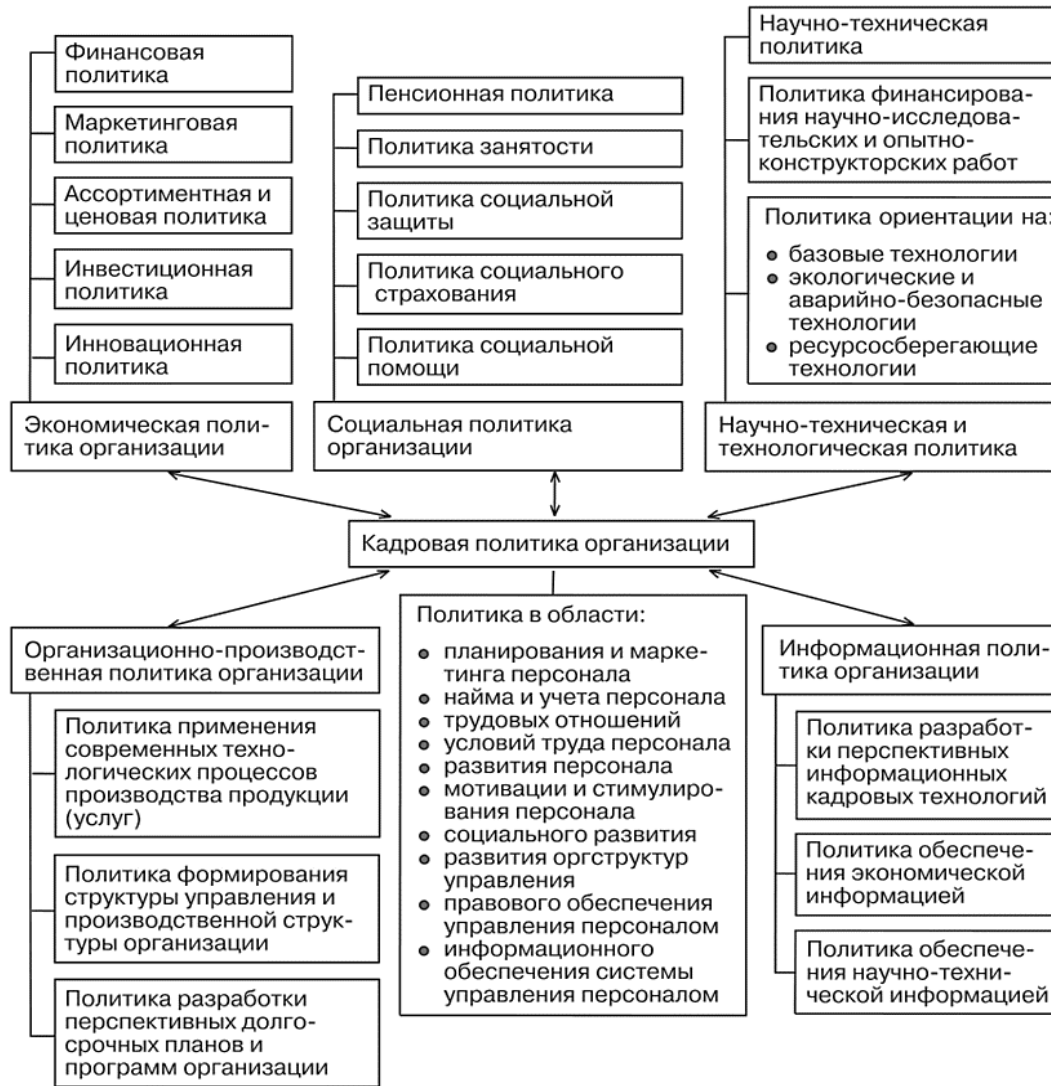 Финансовая
политика
Маркетинговая
политика
Ассортиментная и
ценовая политика
Инвестиционная
политика
Инновационная
политика
Экономическая поли-
тика организации
Пенсионная политика
Политика занятости
Политика социальной
защиты
Политика социального
страхования
Политика социальной
помощи
Социальная политика
организации
Научно-техническая
политика
Политика финансирова-
ния научно-исследова-
тельских и опытно-
конструкторских работ
Политика ориентации на:
● базовые технологии
● экологические и
аварийно-безопасные
технологии
● ресурсосберегающие
технологии
Научно-техническая и
технологическая политика
Кадровая политика организации
Организационно-производст-
венная политика организации
Политика применения
современных техно-
логических процессов
производства продукции
(услуг)
Политика формирования
структуры управления и
производственной струк-
туры организации
Политика разработки
перспективных долго-
срочных планов и
программ организации
Политика в области:
● планирования и марке-
тинга персонала
● найма и учета персонала
● трудовых отношений
● условий труда персонала
● развития персонала
● мотивации и стимулиро-
вания персонала
● социального развития
● развития оргструктур
управления
● правового обеспечения
управления персоналом
● информационного
обеспечения системы
управления персоналом
Информационная поли-
тика организации
Политика разработ-
ки перспективных
информационных
кадровых технологий
Политика обеспече-
ния экономической
информацией
Политика обеспече-
ния научно-техни-
ческой информацией